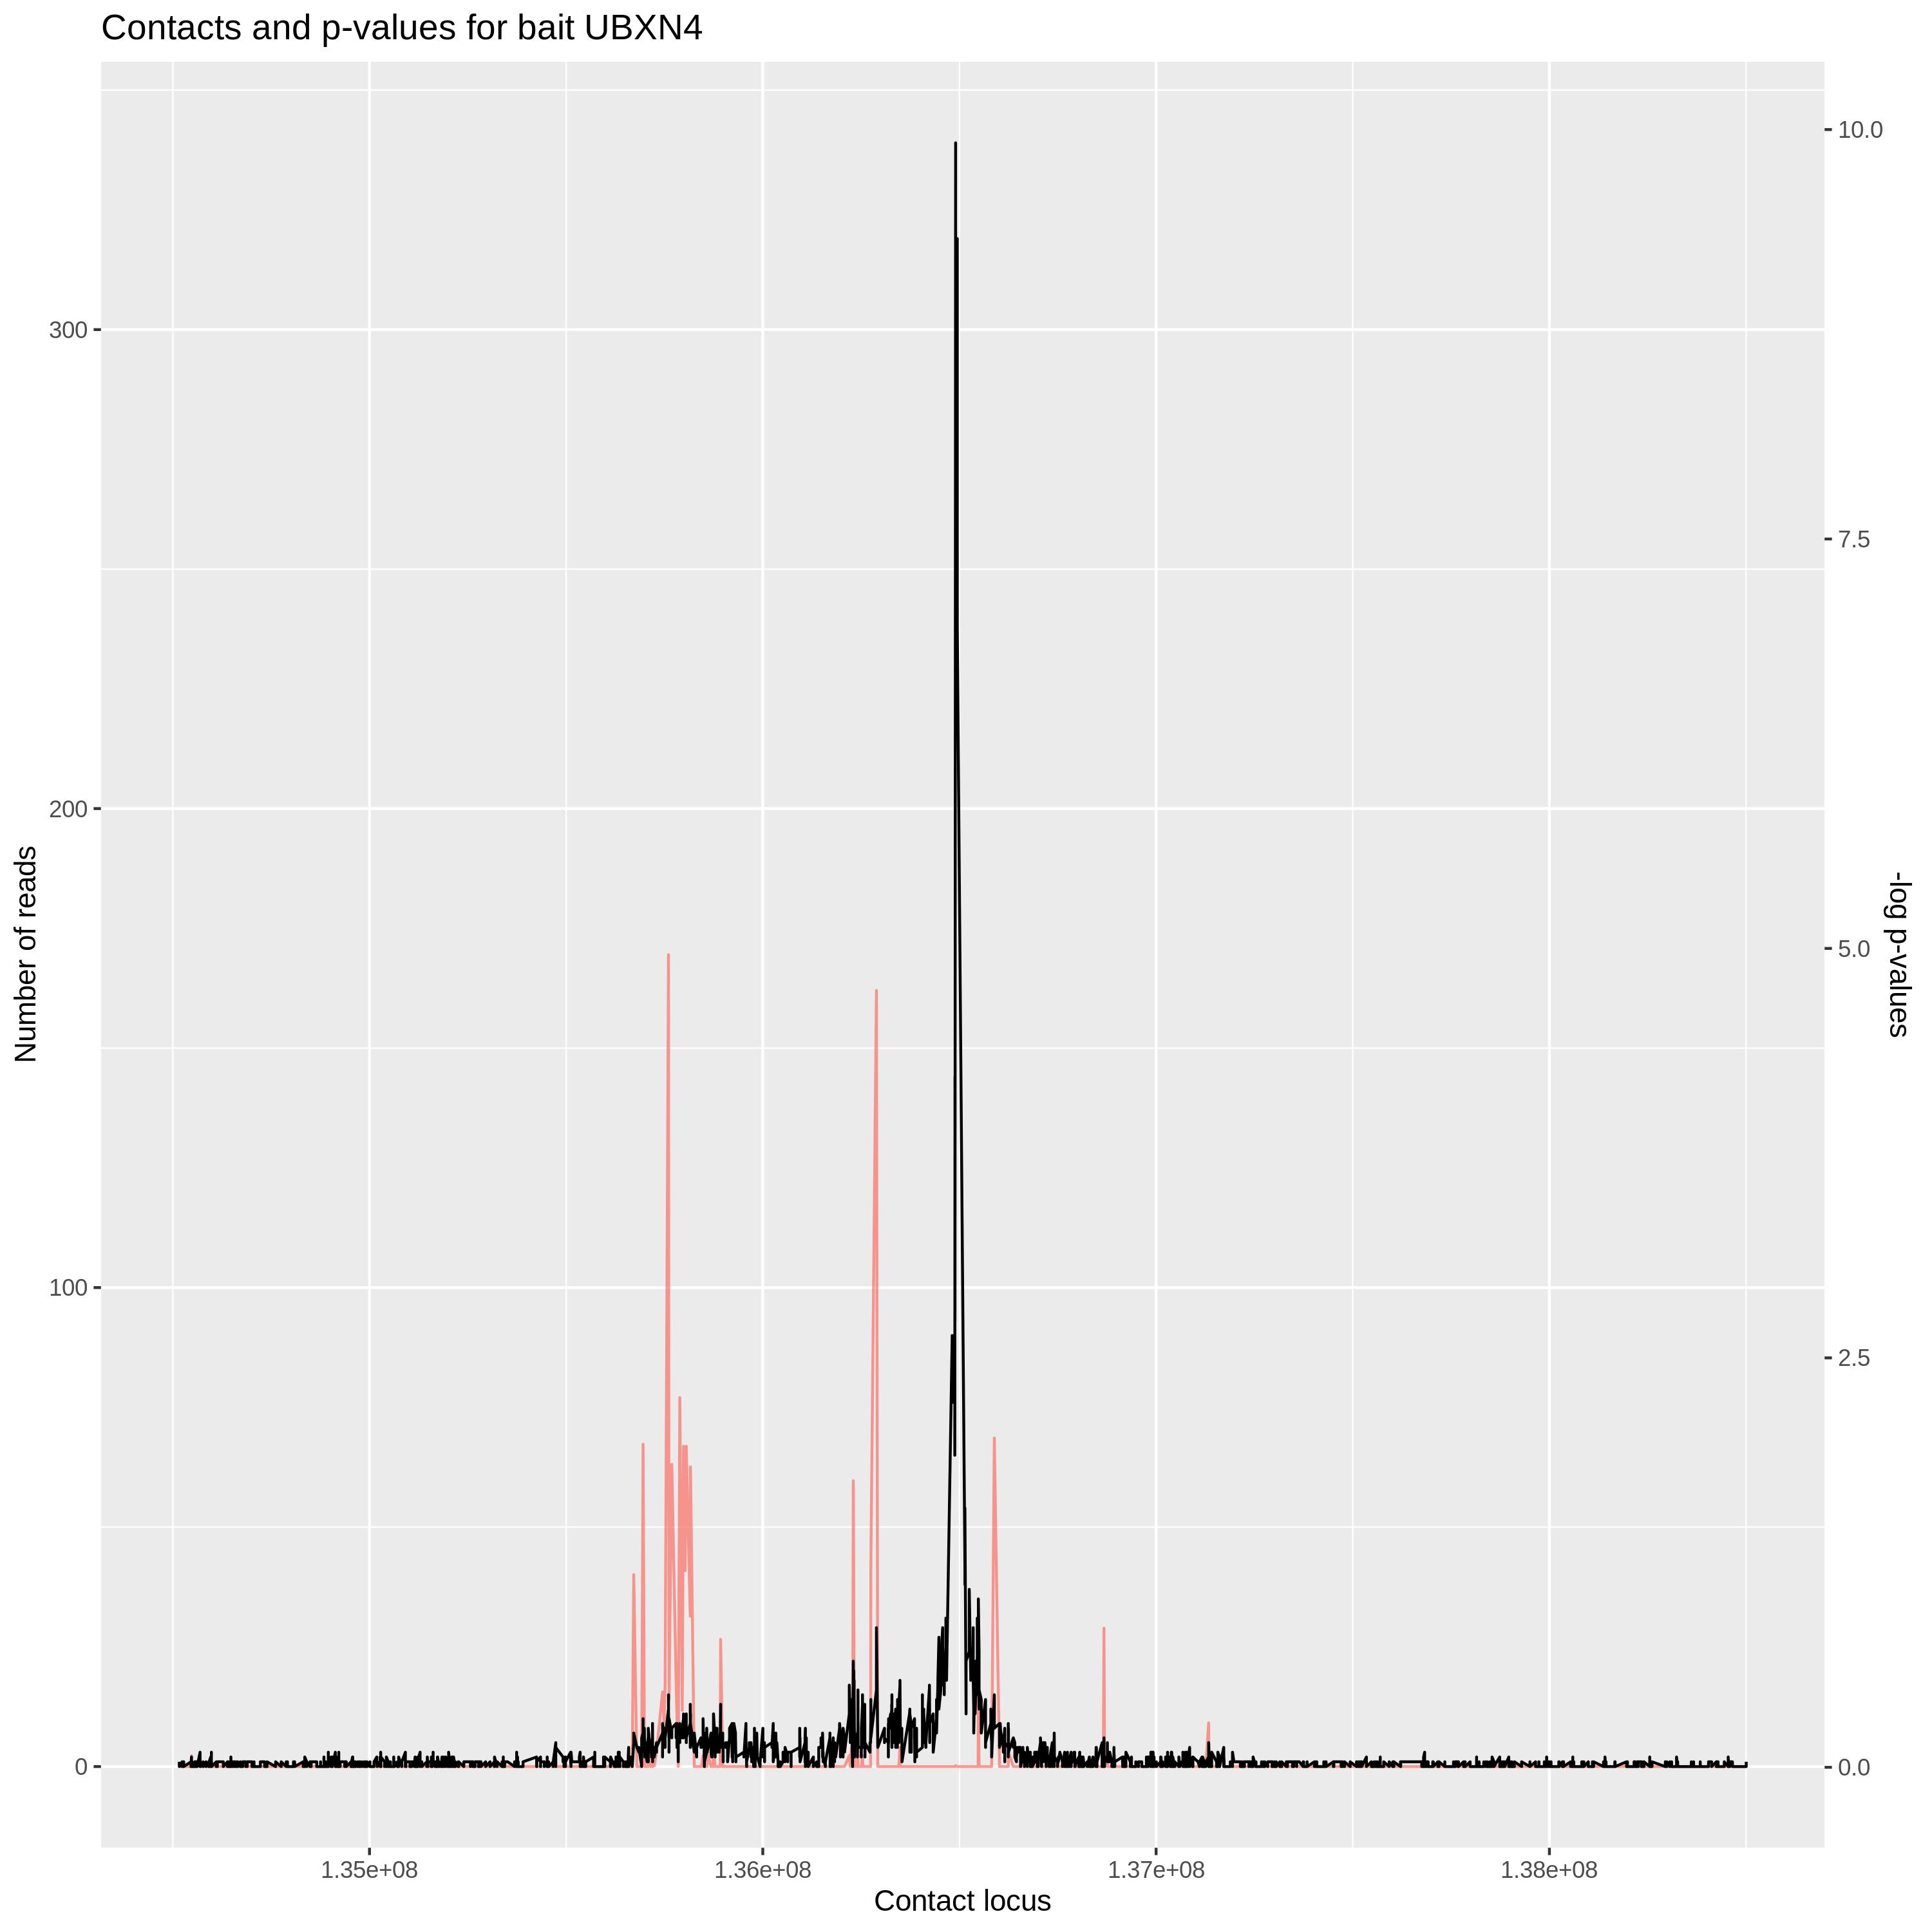 Contacts and p-values for bait UBXN4
300
200
100
0
Number of reads
10.0
7.5
5.0
2.5
0.0
-log p-values
1.35e+08
1.36e+08
1.37e+08
1.38e+08
Contact locus